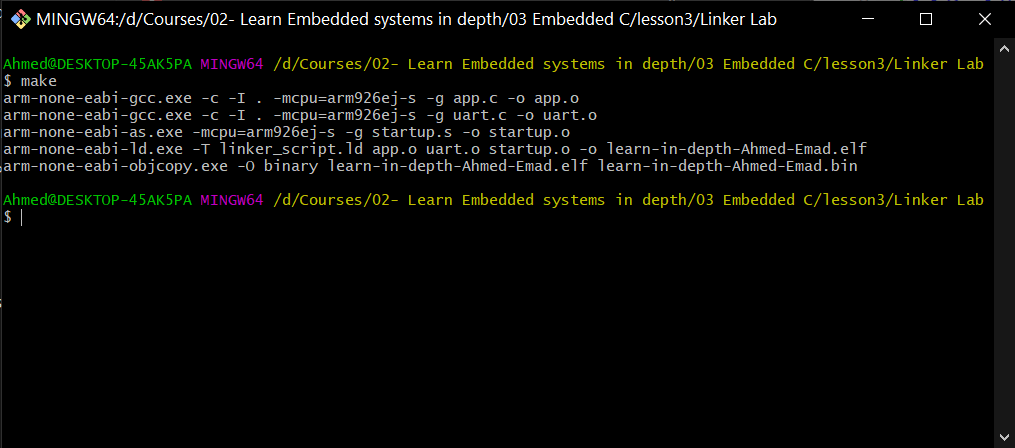 MINGW64:/d/Courses/02- Learn Embedded systems in depth/03 Embedded C/lesson3/Linker Lab
Ahmed@DESKTOP-45AK5PA MINGW64 /d/Courses/02- Learn Embedded systems in depth/03 Embedded C/lesson3/Linker Lab
$ make
arm-none-eabi-gcc.exe -c -I . -mcpu=arm926ej-s -g app.c -o app.o
arm-none-eabi-gcc.exe -c -I . -mcpu=arm926ej-s -g uart.c -o uart.o
arm-none-eabi-as.exe -mcpu=arm926ej-s -g startup.s -o startup.o
arm-none-eabi-ld.exe -T linker_script.ld app.o uart.o startup.o -o learn-in-depth-Ahmed-Emad.elf
arm-none-eabi-objcopy.exe -O binary learn-in-depth-Ahmed-Emad.elf learn-in-depth-Ahmed-Emad.bin
Ahmed@DESKTOP-45AK5PA MINGW64 /d/Courses/02- Learn Embedded systems in depth/03 Embedded C/lesson3/Linker Lab
$